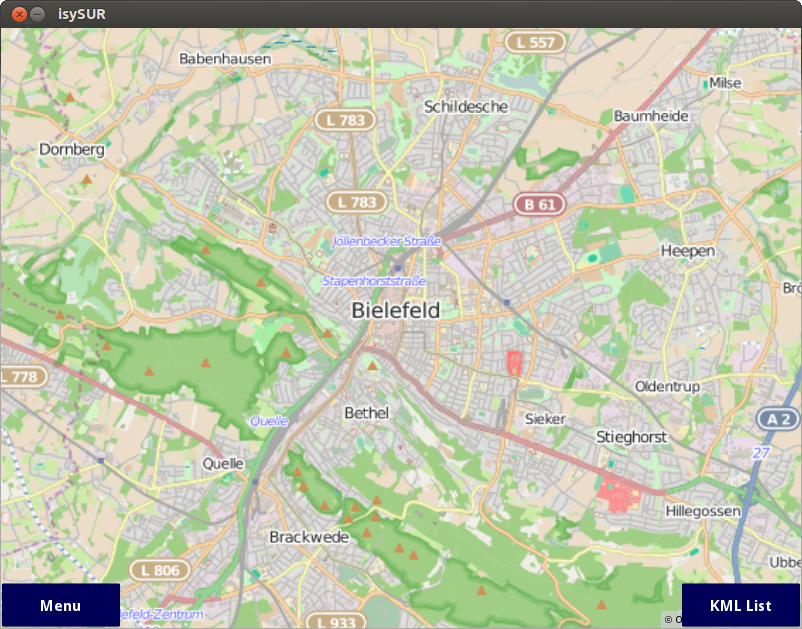 isySUR
L 557
Babenhausen
Milse
Schildesche
Baumheide
L 783
Dornberg
L 783
B 61
Jöllenbecker Straße
Heepen
Stapenhorststraße
Bielefeld
L 778
Oldentrup
Bethel
Sieker
A 2
Quelle
Stieghorst
27
Quelle
Hillegossen
Brackwede
Ubbe
L 806
Menu
KML List
efeld-Zentrum
L 933
©